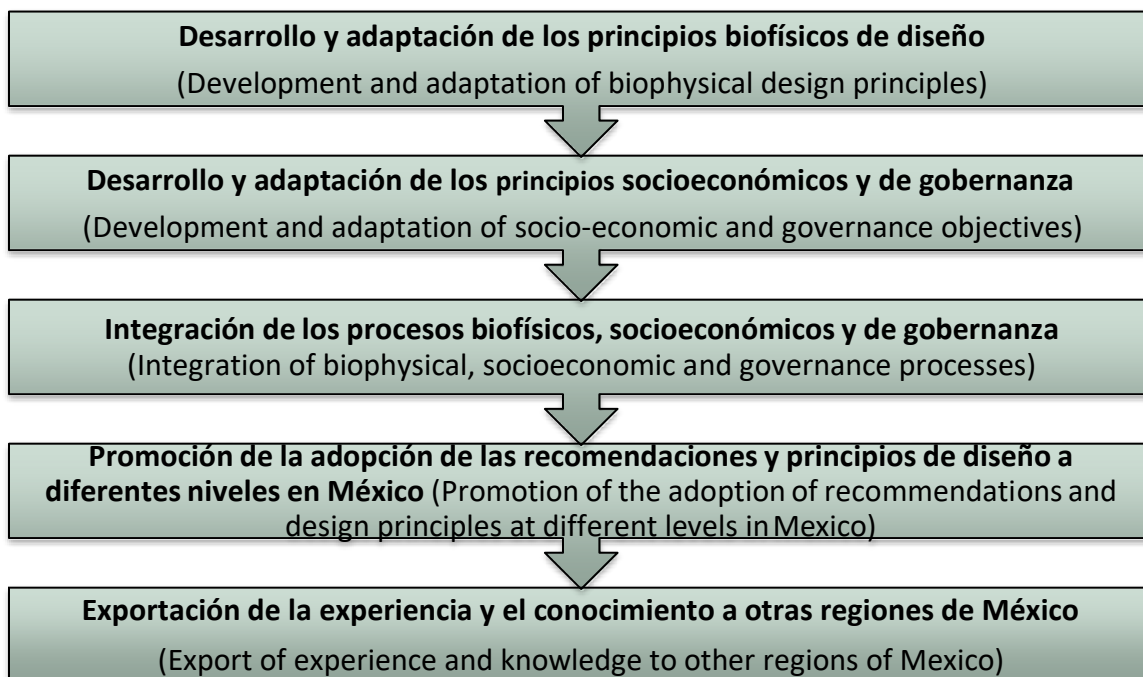 Desarrollo y adaptación de los principios biofísicos de diseño
(Development and adaptation of biophysical design principles)
Desarrollo y adaptación de los principios socioeconómicos y de gobernanza
(Development and adaptation of socio-economic and governance objectives)
Integración de los procesos biofísicos, socioeconómicos y de gobernanza
(Integration of biophysical, socioeconomic and governance processes)
Promoción de la adopción de las recomendaciones y principios de diseño a
diferentes niveles en México (Promotion of the adoption of recommendations and
design principles at different levels in Mexico)
Exportación de la experiencia y el conocimiento a otras regiones de México
(Export of experience and knowledge to other regions of Mexico)